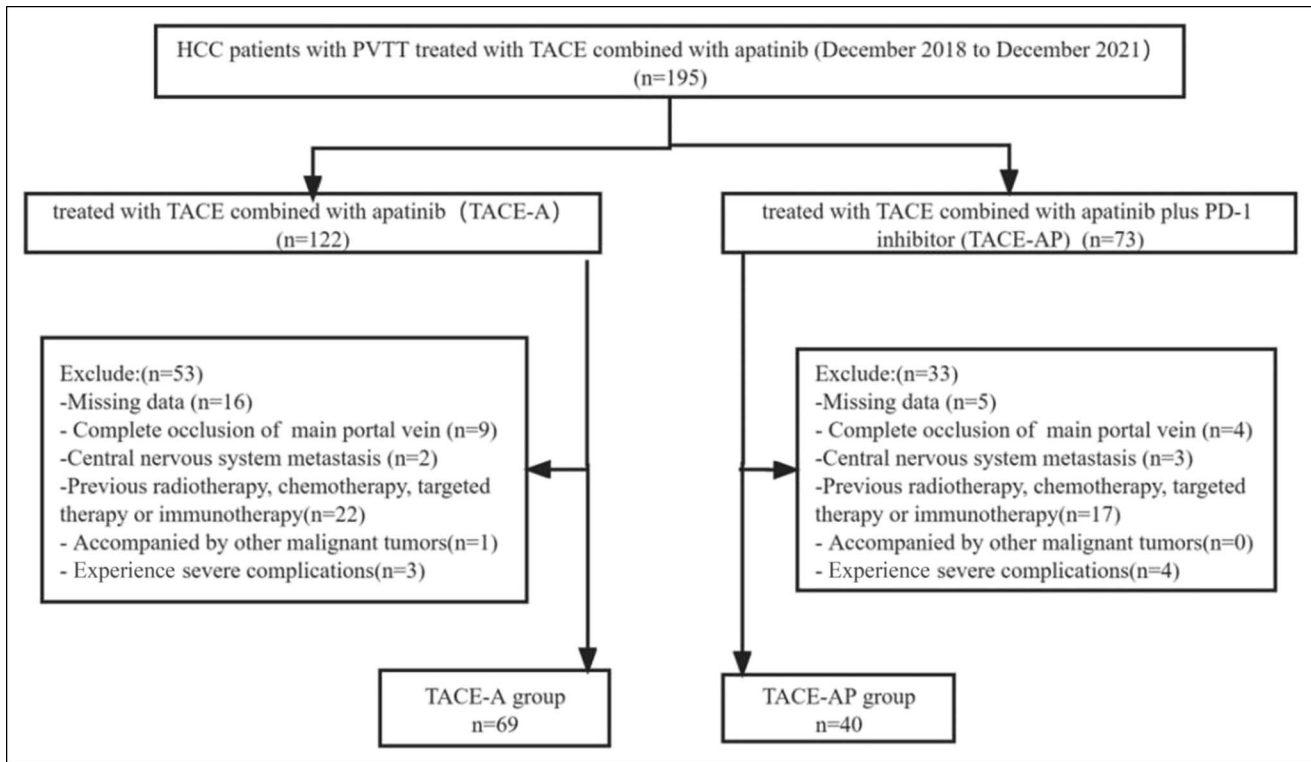 HCC patients with PVTT treated with TACE combined with apatinib (December 2018 to December 2021)
(n=195)
treated with TACE combined with apatinib (TACE-A)
(n=122)
treated with TACE combined with apatinib plus PD-1
inhibitor (TACE-AP) (n=73)
Exclude:(n=53)
-Missing data (n=16)
- Complete occlusion of main portal vein (n=9)
-Central nervous system metastasis (n=2)
-Previous radiotherapy, chemotherapy, targeted
therapy or immunotherapy(n=22)
- Accompanied by other malignant tumors(n=1)
- Experience severe complications(n=3)
Exclude:(n=33)
-Missing data (n=5)
- Complete occlusion of main portal vein (n=4)
-Central nervous system metastasis (n=3)
-Previous radiotherapy, chemotherapy, targeted
therapy or immunotherapy(n=17)
- Accompanied by other malignant tumors(n=0)
- Experience severe complications(n=4)
TACE-A group
n=69
TACE-AP group
n=40